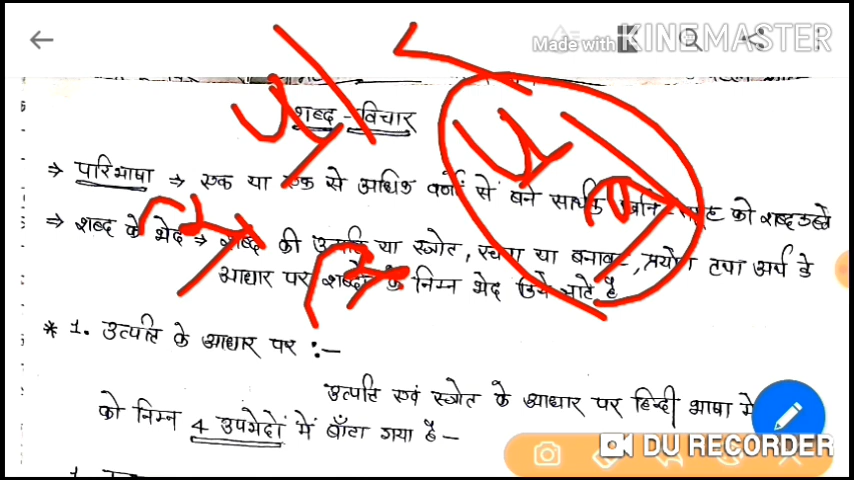 Made with KINEMASTER
शब्द - विचार
⇒ परिभाषा ⇒ एक या एक से अधिक वर्णों से बने सार्थक ध्वनि को शब्द कहते
⇒ शब्द के भेद ⇒ शब्द की उत्पत्ति या स्त्रोत, रचना या बनावट, प्रयोग तथा अर्थ के
आधार पर शब्दों के निम्न भेद किये जाते है
* 1. उत्पत्ति के आधार पर :-
उत्पत्ति एवं स्त्रोत के आधार पर हिन्दी भाषा में
को निम्न 4 उपभेदों में बाँटा गया है -
DU RECORDER
1.